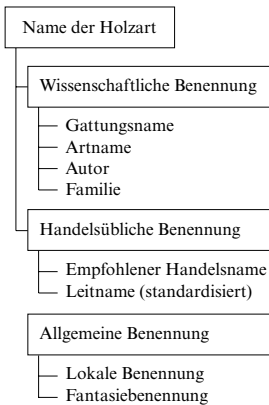 Name der Holzart
Wissenschaftliche Benennung
Gattungsname
Artname
Autor
Familie
Handelsübliche Benennung
Empfohlener Handelsname
Leitname (standardisiert)
Allgemeine Benennung
Lokale Benennung
Fantasiebenennung